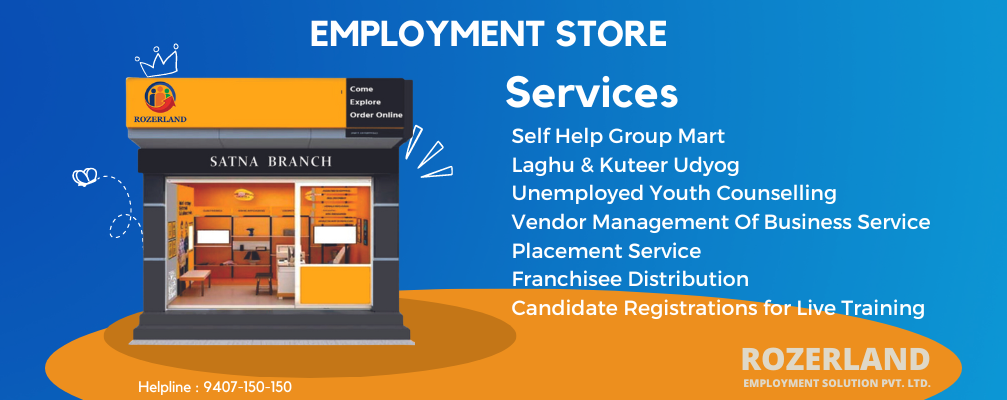 EMPLOYMENT STORE
Services
Self Help Group Mart
Laghu & Kuteer Udyog
Unemployed Youth Counselling
Vendor Management Of Business Service
Placement Service
Franchisee Distribution
Candidate Registrations for Live Training
ROZERLAND
Come
Explore
Order Online
SATNA BRANCH
ROZERLAND
EMPLOYMENT SOLUTION PVT. LTD.
Helpline : 9407-150-150